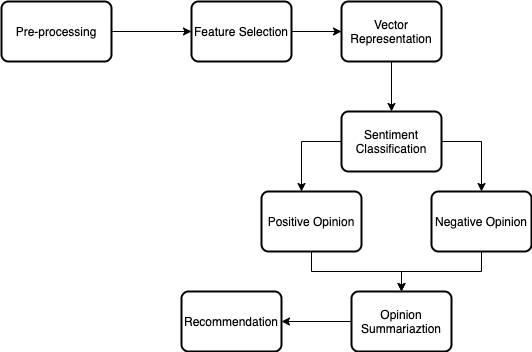 Pre-processing
Feature Selection
Vector
Representation
Sentiment
Classification
Positive Opinion
Negative Opinion
Recommendation
Opinion
Summariaztion